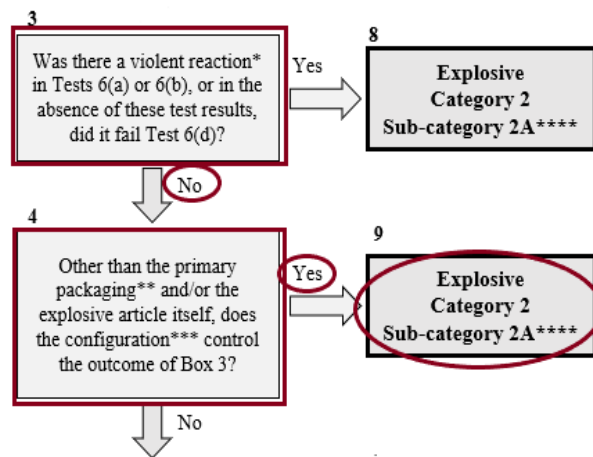 3
Was there a violent reaction*
in Tests 6(a) or 6(b), or in the
absence of these test results,
did it fail Test 6(d)?
Yes
8
Explosive
Category 2
Sub-category 2A****
No
4
Other than the primary
packaging** and/or the
explosive article itself, does
the configuration*** control
the outcome of Box 3?
Yes
9
Explosive
Category 2
Sub-category 2A****
No